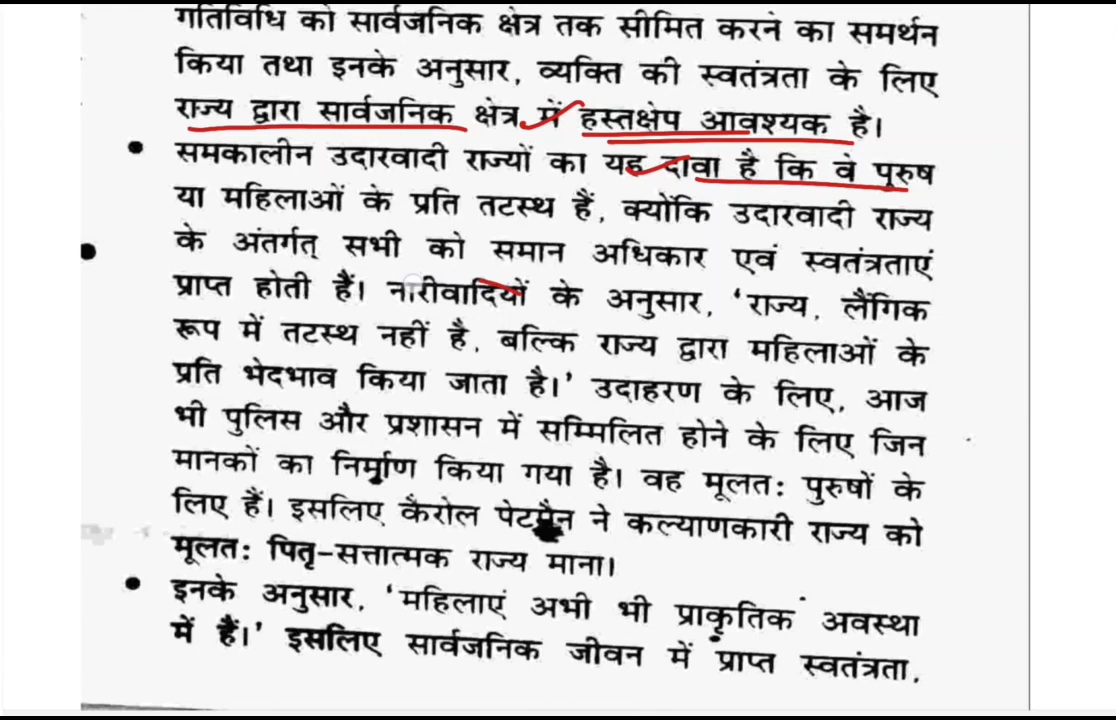 गतिविधि को सार्वजनिक क्षेत्र तक सीमित करने का समर्थन
किया तथा इनके अनुसार, व्यक्ति की स्वतंत्रता के लिए
राज्य द्वारा सार्वजनिक क्षेत्र में हस्तक्षेप आवश्यक है।
• समकालीन उदारवादी राज्यों का यह दावा है कि वे पुरुष
या महिलाओं के प्रति तटस्थ हैं, क्योंकि उदारवादी राज्य
के अंतर्गत् सभी को समान अधिकार एवं स्वतंत्रताएं
प्राप्त होती हैं। नारीवादियों के अनुसार, 'राज्य, लैंगिक
रूप में तटस्थ नहीं है, बल्कि राज्य द्वारा महिलाओं के
प्रति भेदभाव किया जाता है।' उदाहरण के लिए, आज
भी पुलिस और प्रशासन में सम्मिलित होने के लिए जिन
मानकों का निर्माण किया गया है। वह मूलतः पुरुषों के
लिए हैं। इसलिए कैरोल पेटमैन ने कल्याणकारी राज्य को
मूलतः पितृ-सत्तात्मक राज्य माना।
• इनके अनुसार, 'महिलाएं अभी भी प्राकृतिक अवस्था
में हैं।' इसलिए सार्वजनिक जीवन में प्राप्त स्वतंत्रता,